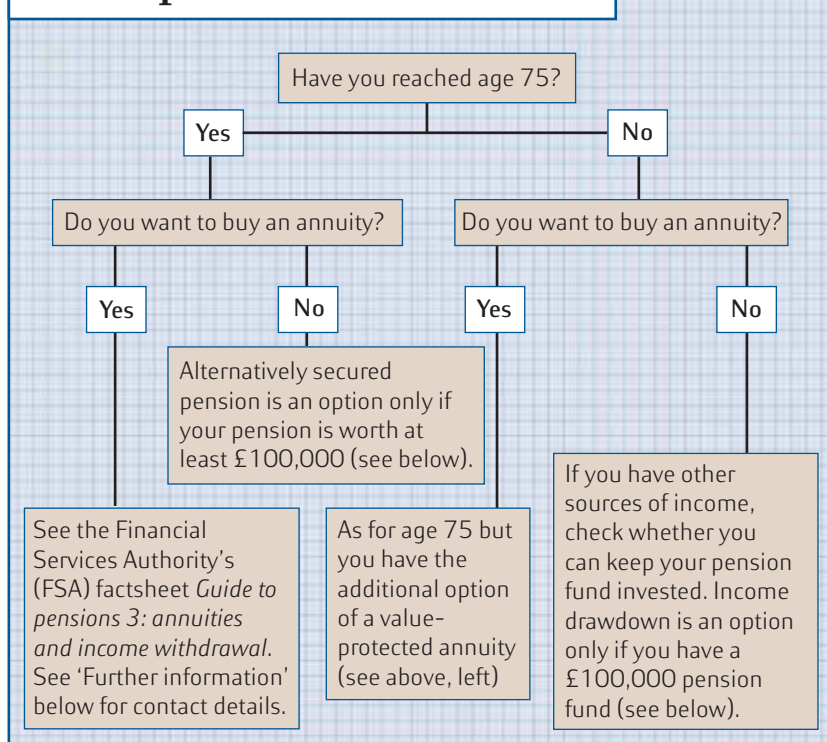 Have you reached age 75?
Yes
No
Do you want to buy an annuity?
Do you want to buy an annuity?
Yes
No
Yes
No
Alternatively secured
pension is an option only if
your pension is worth at
least £100,000 (see below).
See the Financial
Services Authority's
(FSA) factsheet Guide to
pensions 3: annuities
and income withdrawal.
See 'Further information'
below for contact details.
As for age 75 but
you have the
additional option
of a value-
protected annuity
(see above, left)
If you have other
sources of income,
check whether you
can keep your pension
fund invested. Income
drawdown is an option
only if you have a
£100,000 pension
fund (see below).